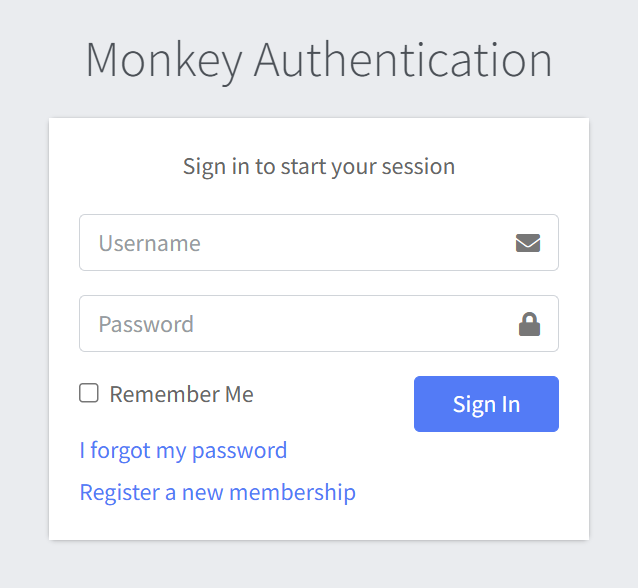 Monkey Authentication
Sign in to start your session
Username
Password
Remember Me
Sign In
I forgot my password
Register a new membership